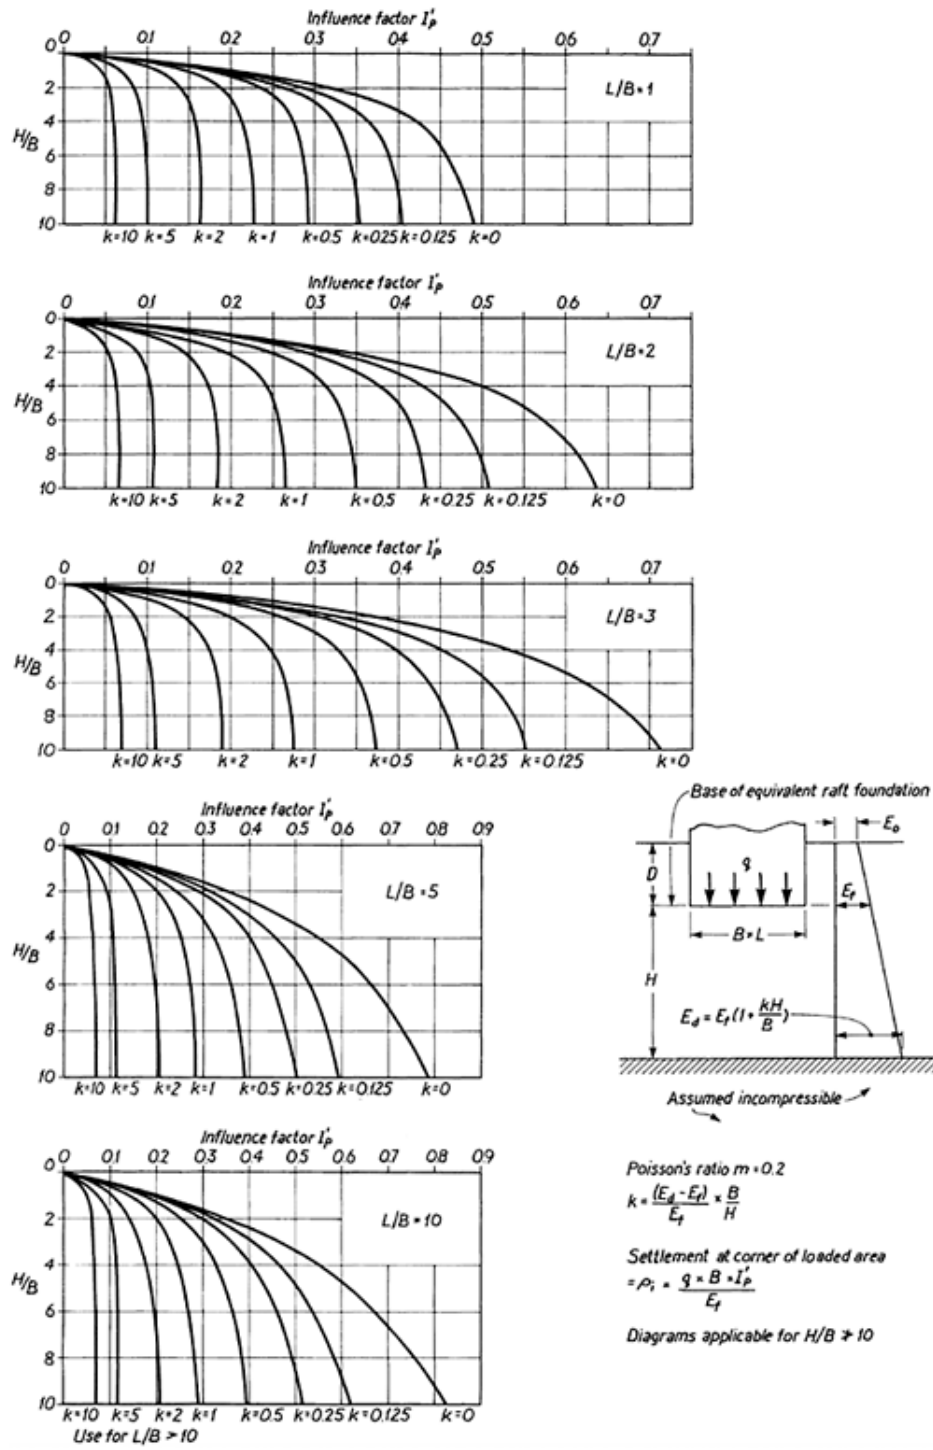 Influence factor I'ρ
0 0.1 0.2 0.3 0.4 0.5 0.6 0.7
L/B = 1
H/B
0
2
4
6
8
10
k=10 k=5 k=2 k=1 k=0.5 k=025 k=0.125 k=0
Influence factor I'ρ
0 0.1 0.2 0.3 0.4 0.5 0.6 0.7
L/B=2
H/B
0
2
4
6
8
10
k=10 k=5 k=2 k=1 k=0.5 k=0.25 k=0.125 k=0
Influence factor I'ρ
0 0.1 0.2 0.3 0.4 0.5 0.6 0.7
L/B=3
H/B
0
2
4
6
8
10
k=10 k=5 k=2 k=1 k=0.5 k=0.25 k=0.125 k=0
Influence factor I'ρ
0 0.1 0.2 0.3 0.4 0.5 0.6 0.7 0.8 0.9
L/B = 5
H/B
0
2
4
6
8
10
k=10 k=5 k=2 k=1 k=0.5 k=0.25 k=0.125 k=0
Influence factor I'ρ
0 0.1 0.2 0.3 0.4 0.5 0.6 0.7 0.8 0.9
L/B = 10
H/B
0
2
4
6
8
10
k=10 k=5 k=2 k=1 k=0.5 k=0.25 k=0.125 k=0
Use for L/B > 10
Base of equivalent raft foundation
E₀
D
q
E_f
B × L
H
E_d = E_f(1 + kH/B)
Assumed incompressible
Poisson's ratio m = 0.2
k = (E_d - E_f)/E_f × B/H
Settlement at corner of loaded area
= ρᵢ = q × B × I'ρ / E_f
Diagrams applicable for H/B ≯ 10